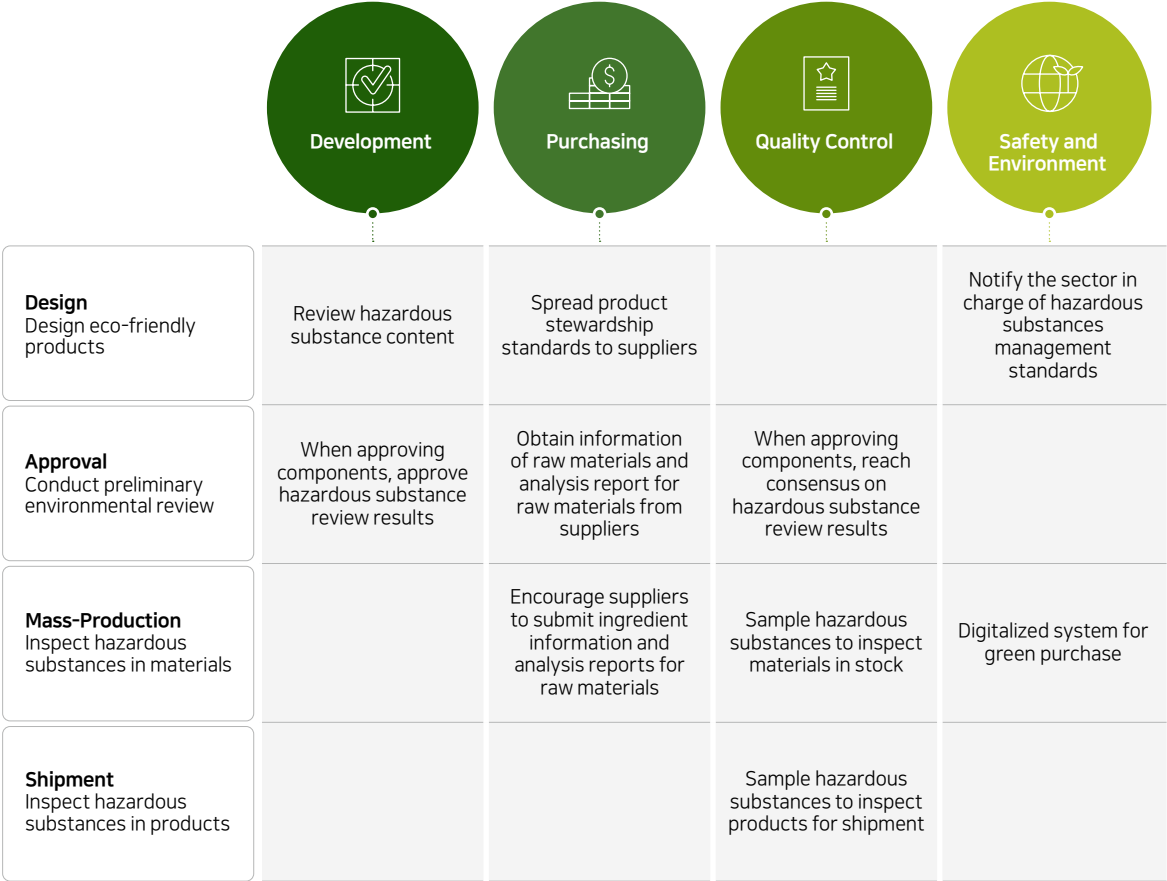 Development
Purchasing
Quality Control
Safety and
Environment
Design
Design eco-friendly
products
Review hazardous
substance content
Spread product
stewardship
standards to suppliers
Notify the sector in
charge of hazardous
substances
management
standards
Approval
Conduct preliminary
environmental review
When approving
components, approve
hazardous substance
review results
Obtain information
of raw materials and
analysis report for
raw materials from
suppliers
When approving
components, reach
consensus on
hazardous substance
review results
Mass-Production
Inspect hazardous
substances in materials
Encourage suppliers
to submit ingredient
information and
analysis reports for
raw materials
Sample hazardous
substances to inspect
materials in stock
Digitalized system for
green purchase
Shipment
Inspect hazardous
substances in products
Sample hazardous
substances to inspect
products for shipment